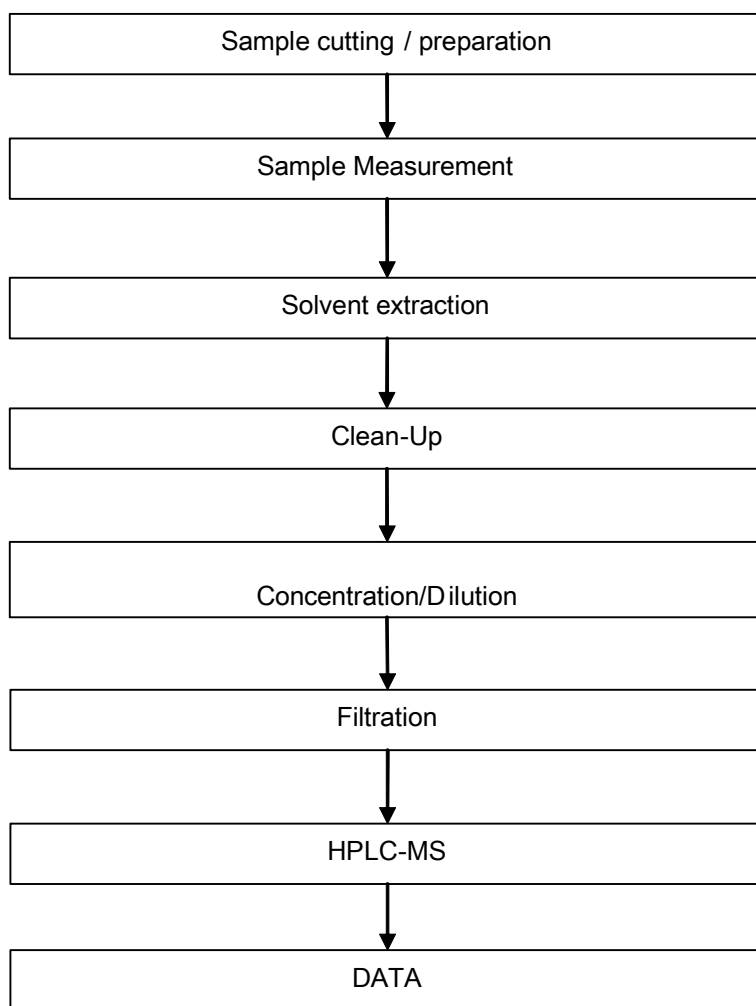 Sample cutting / preparation
Sample Measurement
Solvent extraction
Clean-Up
Concentration/Dilution
Filtration
HPLC-MS
DATA